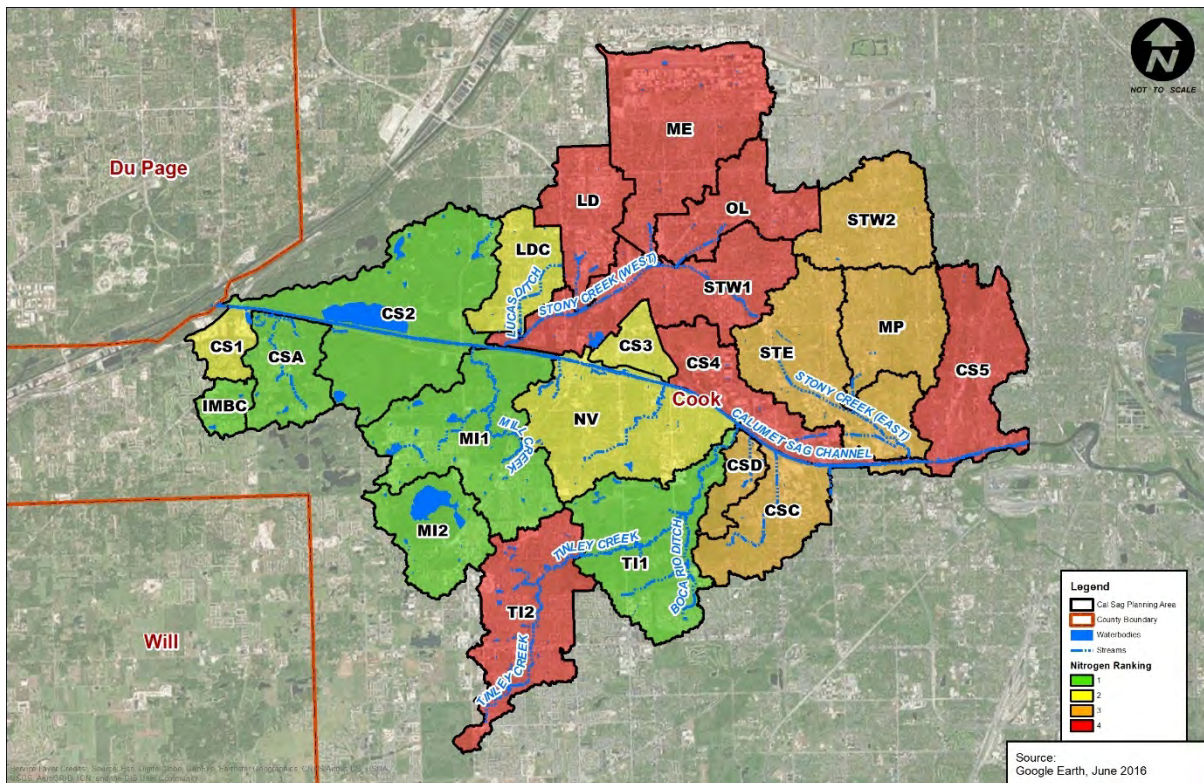 NOT TO SCALE
Du Page
ME
LD
OL
STW2
LDC
LUCAS DITCH
STONY CREEK (WEST)
STW1
CS2
MP
CS1
CSA
CS3
CS4
STE
CS5
IMBC
NV
Cook
STONY CREEK (EAST)
CALUMET SAG CHANNEL
MI1
MILL CREEK
CSD
CSC
MI2
TI1
TINLEY CREEK
BOCA RIO DITCH
TI2
Will
TINLEY CREEK
Legend
Cal Sag Planning Area
County Boundary
Waterbodies
Streams
Nitrogen Ranking
1
2
3
4
Source:
Google Earth, June 2016